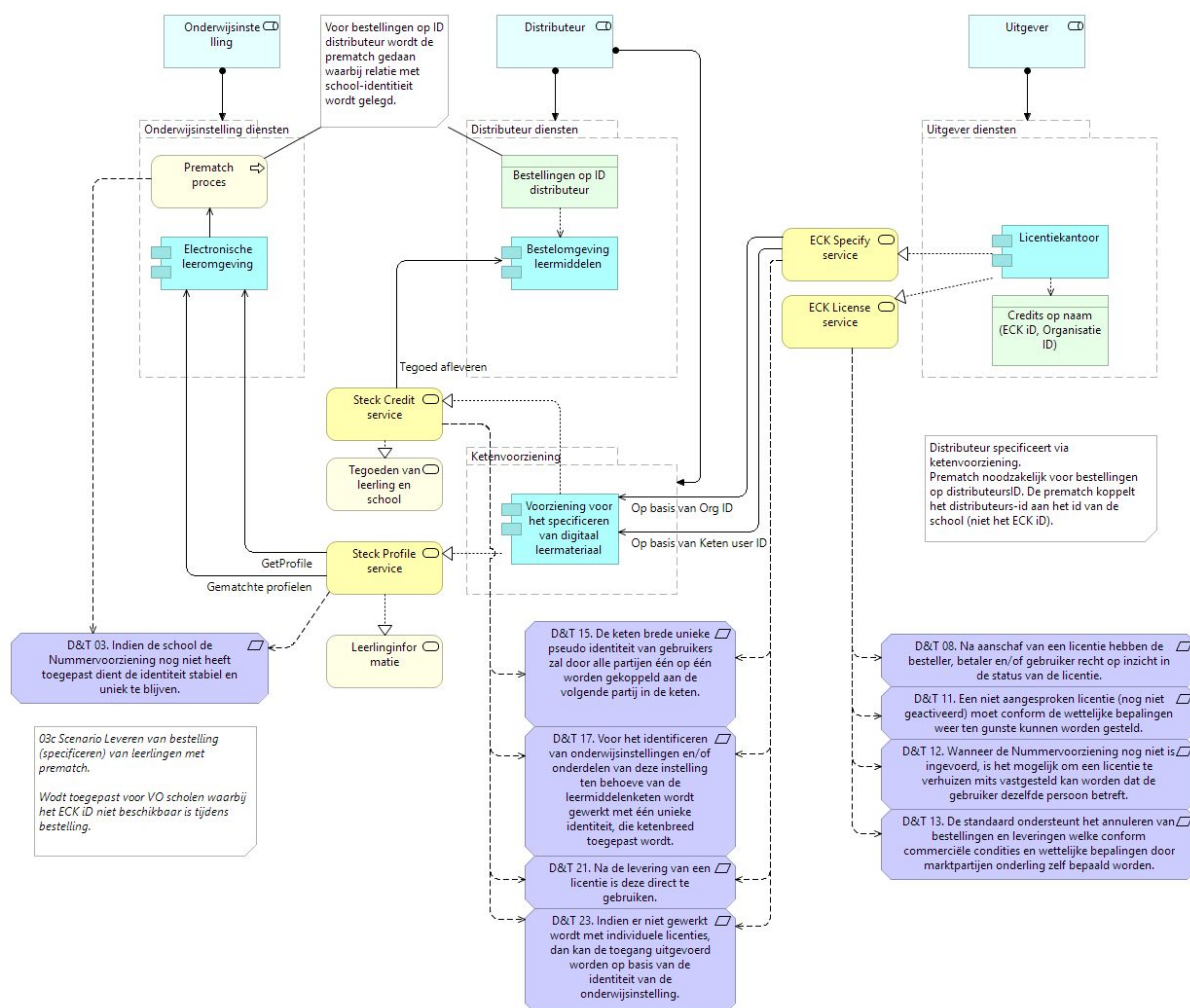 Onderwijsinste
lling
Voor bestellingen op ID
distributeur wordt de
prematch gedaan
waarbij relatie met
school-identitieit
wordt gelegd.
Distributeur
Uitgever
Onderwijsinstelling diensten
Distributeur diensten
Uitgever diensten
Prematch
proces
Bestellingen op ID
distributeur
Electronische
leeromgeving
Bestelomgeving
leermiddelen
ECK Specify
service
Licentiekantoor
ECK License
service
Credits op naam
(ECK iD, Organisatie
ID)
Tegoed afleveren
Steck Credit
service
Tegoeden van
leerling en
school
Ketenvoorziening
Voorziening voor
het specificeren
van digitaal
leermateriaal
Op basis van Org ID
Op basis van Keten user ID
Distributeur specificeert via
ketenvoorziening.
Prematch noodzakelijk voor bestellingen
op distributeursID. De prematch koppelt
het distributeurs-id aan het id van de
school (niet het ECK iD).
Steck Profile
service
GetProfile
Gematchte profielen
Leerlinginfor
matie
D&T 03. Indien de school de
Nummervoorziening nog niet heeft
toegepast dient de identiteit stabiel en
uniek te blijven.
03c Scenario Leveren van bestelling
(specificeren) van leerlingen met
prematch.
Wodt toegepast voor VO scholen waarbij
het ECK iD niet beschikbaar is tijdens
bestelling.
D&T 15. De keten brede unieke
pseudo identiteit van gebruikers
zal door alle partijen één op één
worden gekoppeld aan de
volgende partij in de keten.
D&T 17. Voor het identificeren
van onderwijsinstellingen en/of
onderdelen van deze instelling
ten behoeve van de
leermiddelenketen wordt
gewerkt met één unieke
identiteit, die ketenbreed
toegepast wordt.
D&T 21. Na de levering van een
licentie is deze direct te
gebruiken.
D&T 23. Indien er niet gewerkt
wordt met individuele licenties,
dan kan de toegang uitgevoerd
worden op basis van de
identiteit van de
onderwijsinstelling.
D&T 08. Na aanschaf van een licentie hebben de
besteller, betaler en/of gebruiker recht op inzicht in
de status van de licentie.
D&T 11. Een niet aangesproken licentie (nog niet
geactiveerd) moet conform de wettelijke bepalingen
weer ten gunste kunnen worden gesteld.
D&T 12. Wanneer de Nummervoorziening nog niet is
ingevoerd, is het mogelijk om een licentie te
verhuizen mits vastgesteld kan worden dat de
gebruiker dezelfde persoon betreft.
D&T 13. De standaard ondersteunt het annuleren van
bestellingen en leveringen welke conform
commerciële condities en wettelijke bepalingen door
marktpartijen onderling zelf bepaald worden.